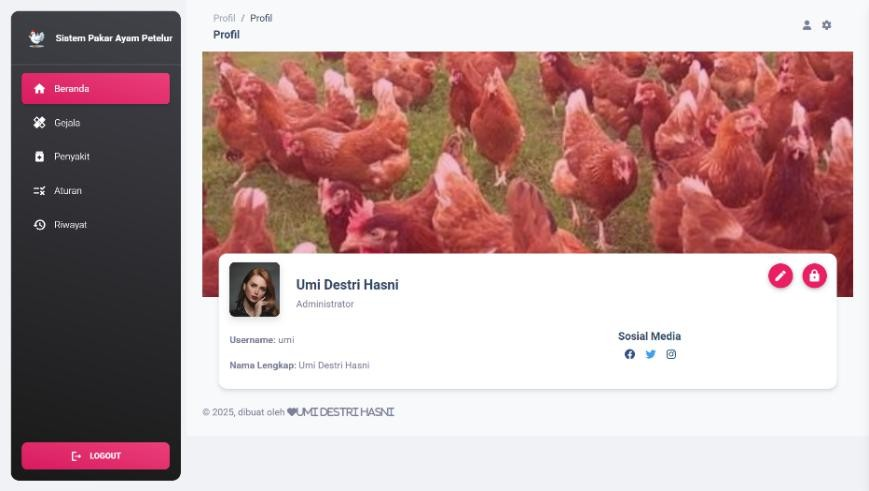 Sistem Pakar Ayam Petelur
Beranda
Gejala
Penyakit
Aturan
Riwayat
LOGOUT
Profil / Profil
Profil
Umi Destri Hasni
Administrator
Username: umi
Nama Lengkap: Umi Destri Hasni
Sosial Media
© 2025, dibuat oleh ♥UMI DESTRI HASNI